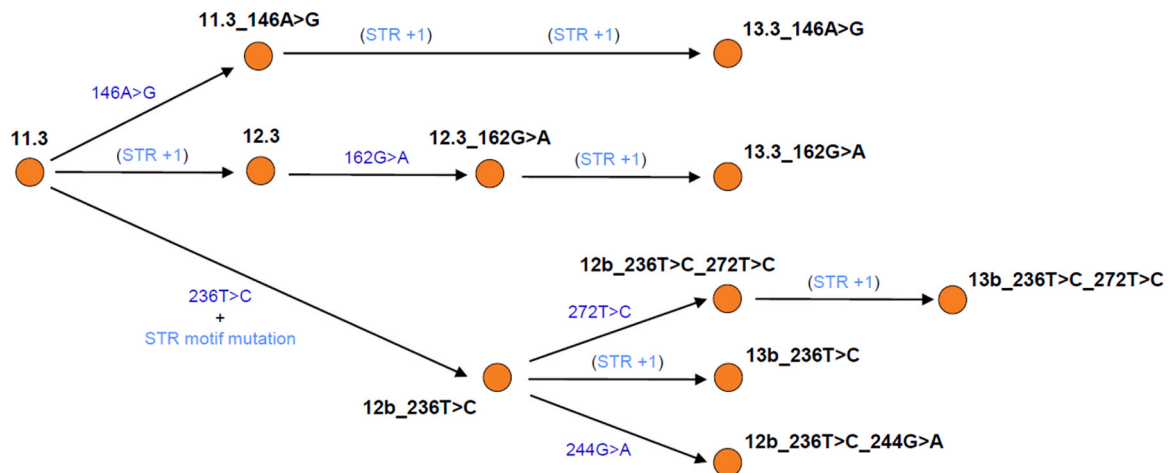 11.3_146A>G
(STR +1)
(STR +1)
13.3_146A>G
146A>G
11.3
(STR +1)
12.3
162G>A
12.3_162G>A
(STR +1)
13.3_162G>A
236T>C
+
STR motif mutation
12b_236T>C
272T>C
12b_236T>C_272T>C
(STR +1)
13b_236T>C_272T>C
(STR +1)
13b_236T>C
244G>A
12b_236T>C_244G>A